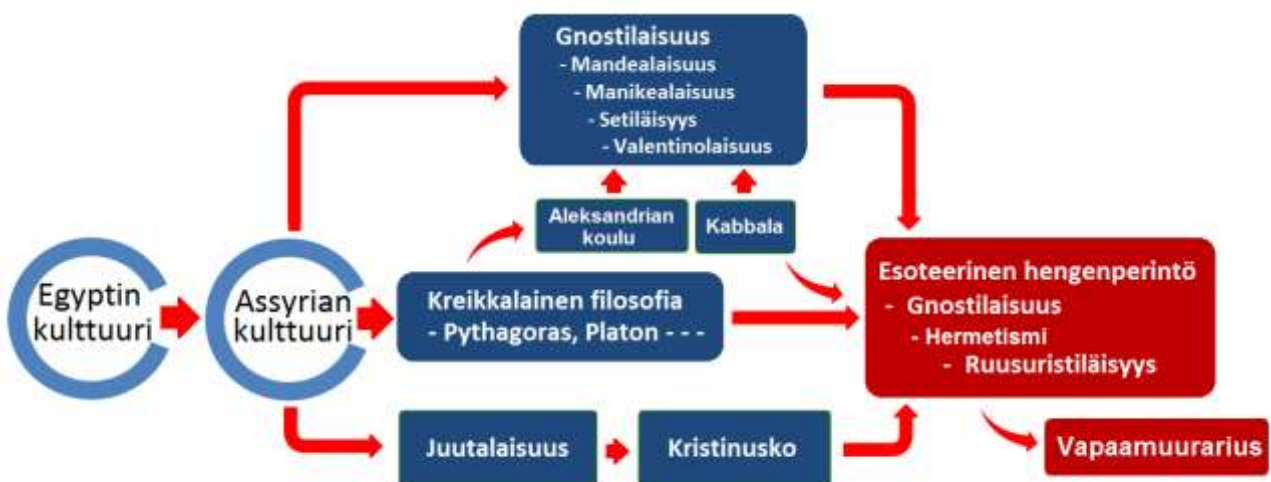 Gnostilaisuus
- Mandealaisuus
- Manikealaisuus
- Setiläisyys
- Valentinolaisuus
Aleksandrian
koulu
Kabbala
Egyptin
kulttuuri
Assyrian
kulttuuri
Kreikkalainen filosofia
- Pythagoras, Platon - - -
Esoteerinen hengenperintö
- Gnostilaisuus
- Hermetismi
- Ruusuristiläisyys
Juutalaisuus
Kristinusko
Vapaamuurarius